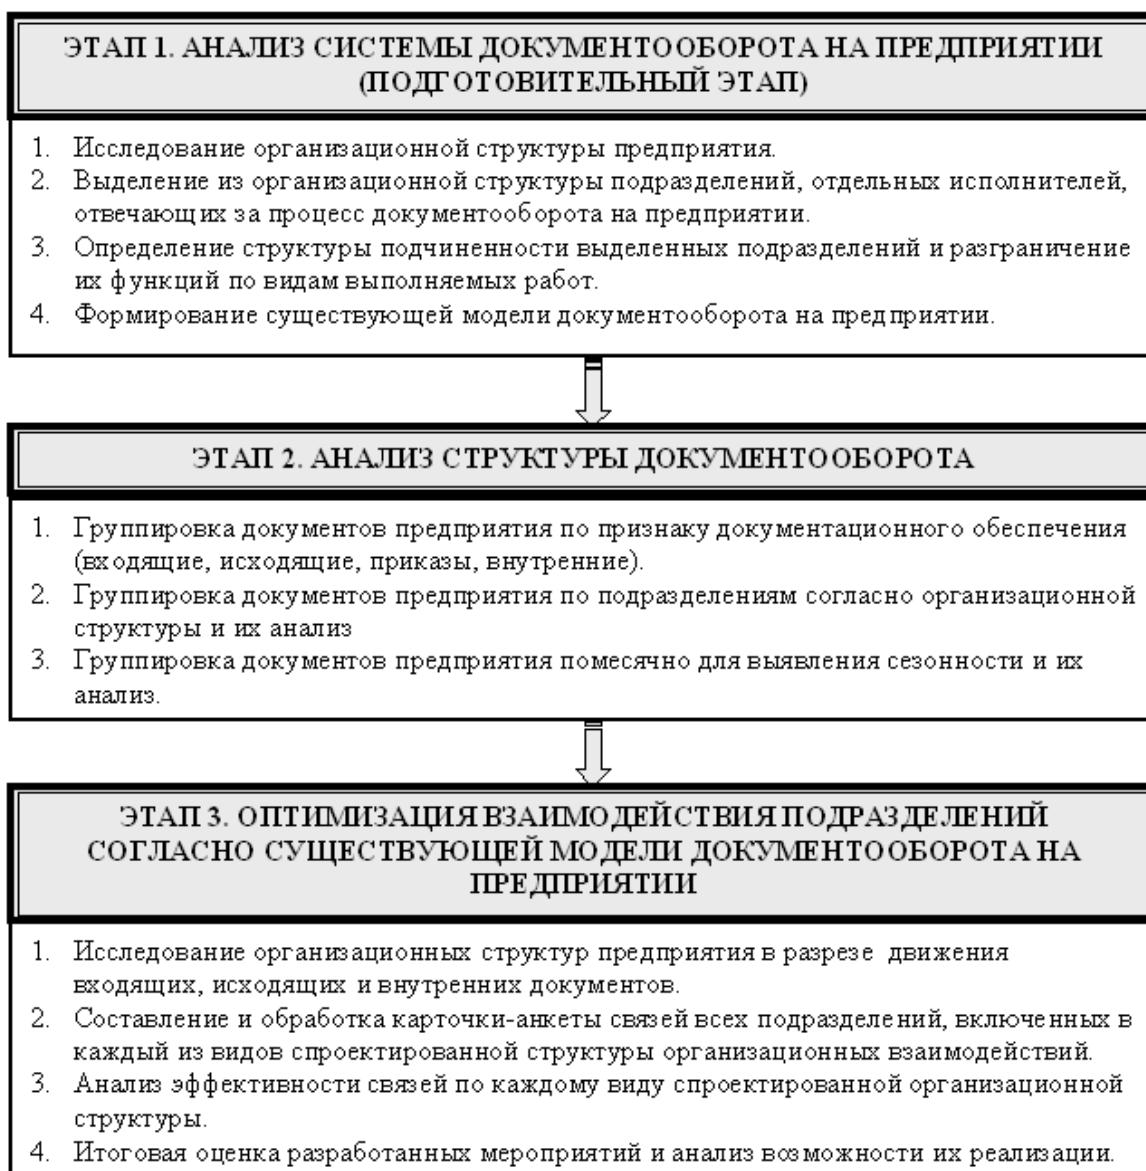 ЭТАП 1. АНАЛИЗ СИСТЕМЫ ДОКУМЕНТООБОРОТА НА ПРЕДПРИЯТИИ
(ПОДГОТОВИТЕЛЬНЫЙ ЭТАП)
1. Исследование организационной структуры предприятия.
2. Выделение из организационной структуры подразделений, отдельных исполнителей,
отвечающих за процесс документооборота на предприятии.
3. Определение структуры подчиненности выделенных подразделений и разграничение
их функций по видам выполняемых работ.
4. Формирование существующей модели документооборота на предприятии.
ЭТАП 2. АНАЛИЗ СТРУКТУРЫ ДОКУМЕНТООБОРОТА
1. Группировка документов предприятия по признаку документационного обеспечения
(входящие, исходящие, приказы, внутренние).
2. Группировка документов предприятия по подразделениям согласно организационной
структуры и их анализ
3. Группировка документов предприятия помесячно для выявления сезонности и их
анализ.
ЭТАП 3. ОПТИМИЗАЦИЯ ВЗАИМОДЕЙСТВИЯ ПОДРАЗДЕЛЕНИЙ
СОГЛАСНО СУЩЕСТВУЮЩЕЙ МОДЕЛИ ДОКУМЕНТООБОРОТА НА
ПРЕДПРИЯТИИ
1. Исследование организационных структур предприятия в разрезе движения
входящих, исходящих и внутренних документов.
2. Составление и обработка карточки-анкеты связей всех подразделений, включенных в
каждый из видов спроектированной структуры организационных взаимодействий.
3. Анализ эффективности связей по каждому виду спроектированной организационной
структуры.
4. Итоговая оценка разработанных мероприятий и анализ возможности их реализации.